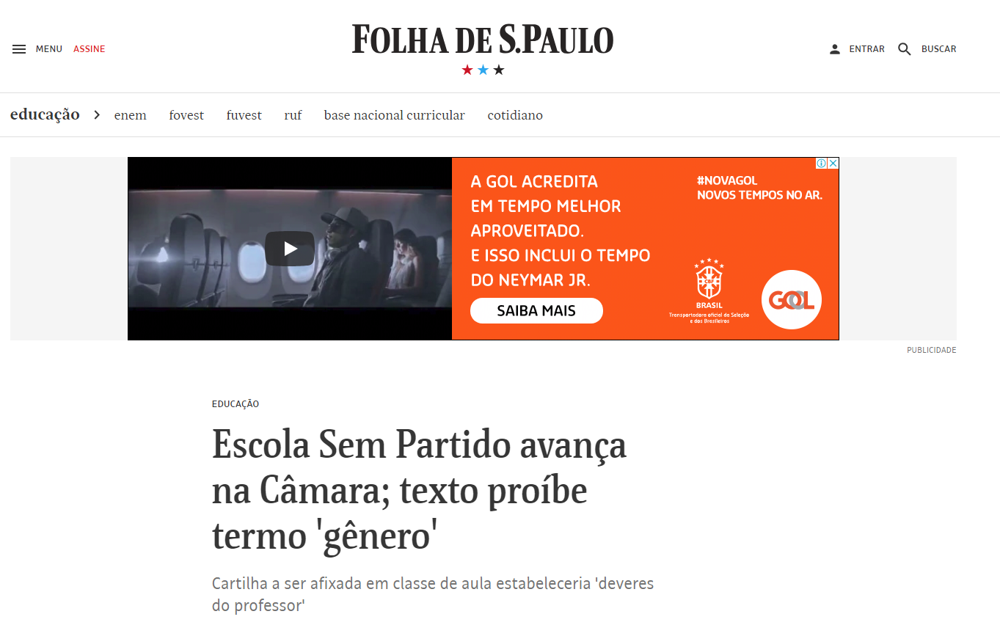 MENU ASSINE
FOLHA DE S.PAULO
ENTRAR BUSCAR
educação enem fovest fuvest ruf base nacional curricular cotidiano
A GOL ACREDITA
EM TEMPO MELHOR
APROVEITADO.
E ISSO INCLUI O TEMPO
DO NEYMAR JR.
SAIBA MAIS
#NOVAGOL
NOVOS TEMPOS NO AR.
BRASIL
Transportadora oficial da Seleção
e dos Brasileiros
GOL
PUBLICIDADE
EDUCAÇÃO
Escola Sem Partido avança
na Câmara; texto proíbe
termo 'gênero'
Cartilha a ser afixada em classe de aula estabeleceria 'deveres
do professor'